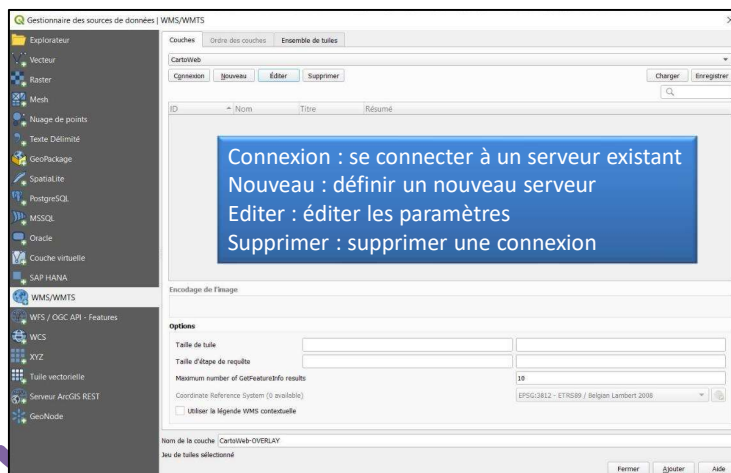 Gestionnaire des sources de données | WMS/WMTS
Explorateur
Vecteur
Raster
Mesh
Nuage de points
Texte Délimité
GeoPackage
SpatiaLite
PostgreSQL
MSSQL
Oracle
Couche virtuelle
SAP HANA
WMS/WMTS
WFS / OGC API - Features
WCS
XYZ
Tuile vectorielle
Serveur ArcGIS REST
GeoNode
Couches Ordre des couches Ensemble de tuiles
CartoWeb
Connexion Nouveau Éditer Supprimer Charger Enregistrer
ID Nom Titre Résumé
Connexion : se connecter à un serveur existant
Nouveau : définir un nouveau serveur
Editer : éditer les paramètres
Supprimer : supprimer une connexion
Encodage de l'image
Options
Taille de tuile
Taille d'étape de requête
Maximum number of GetFeatureInfo results 10
Coordinate Reference System (0 available) EPSG:3812 - ETRS89 / Belgian Lambert 2008
Utiliser la légende WMS contextuelle
Nom de la couche CartoWeb-OVERLAY
Jeu de tuiles sélectionné
Fermer Ajouter Aide